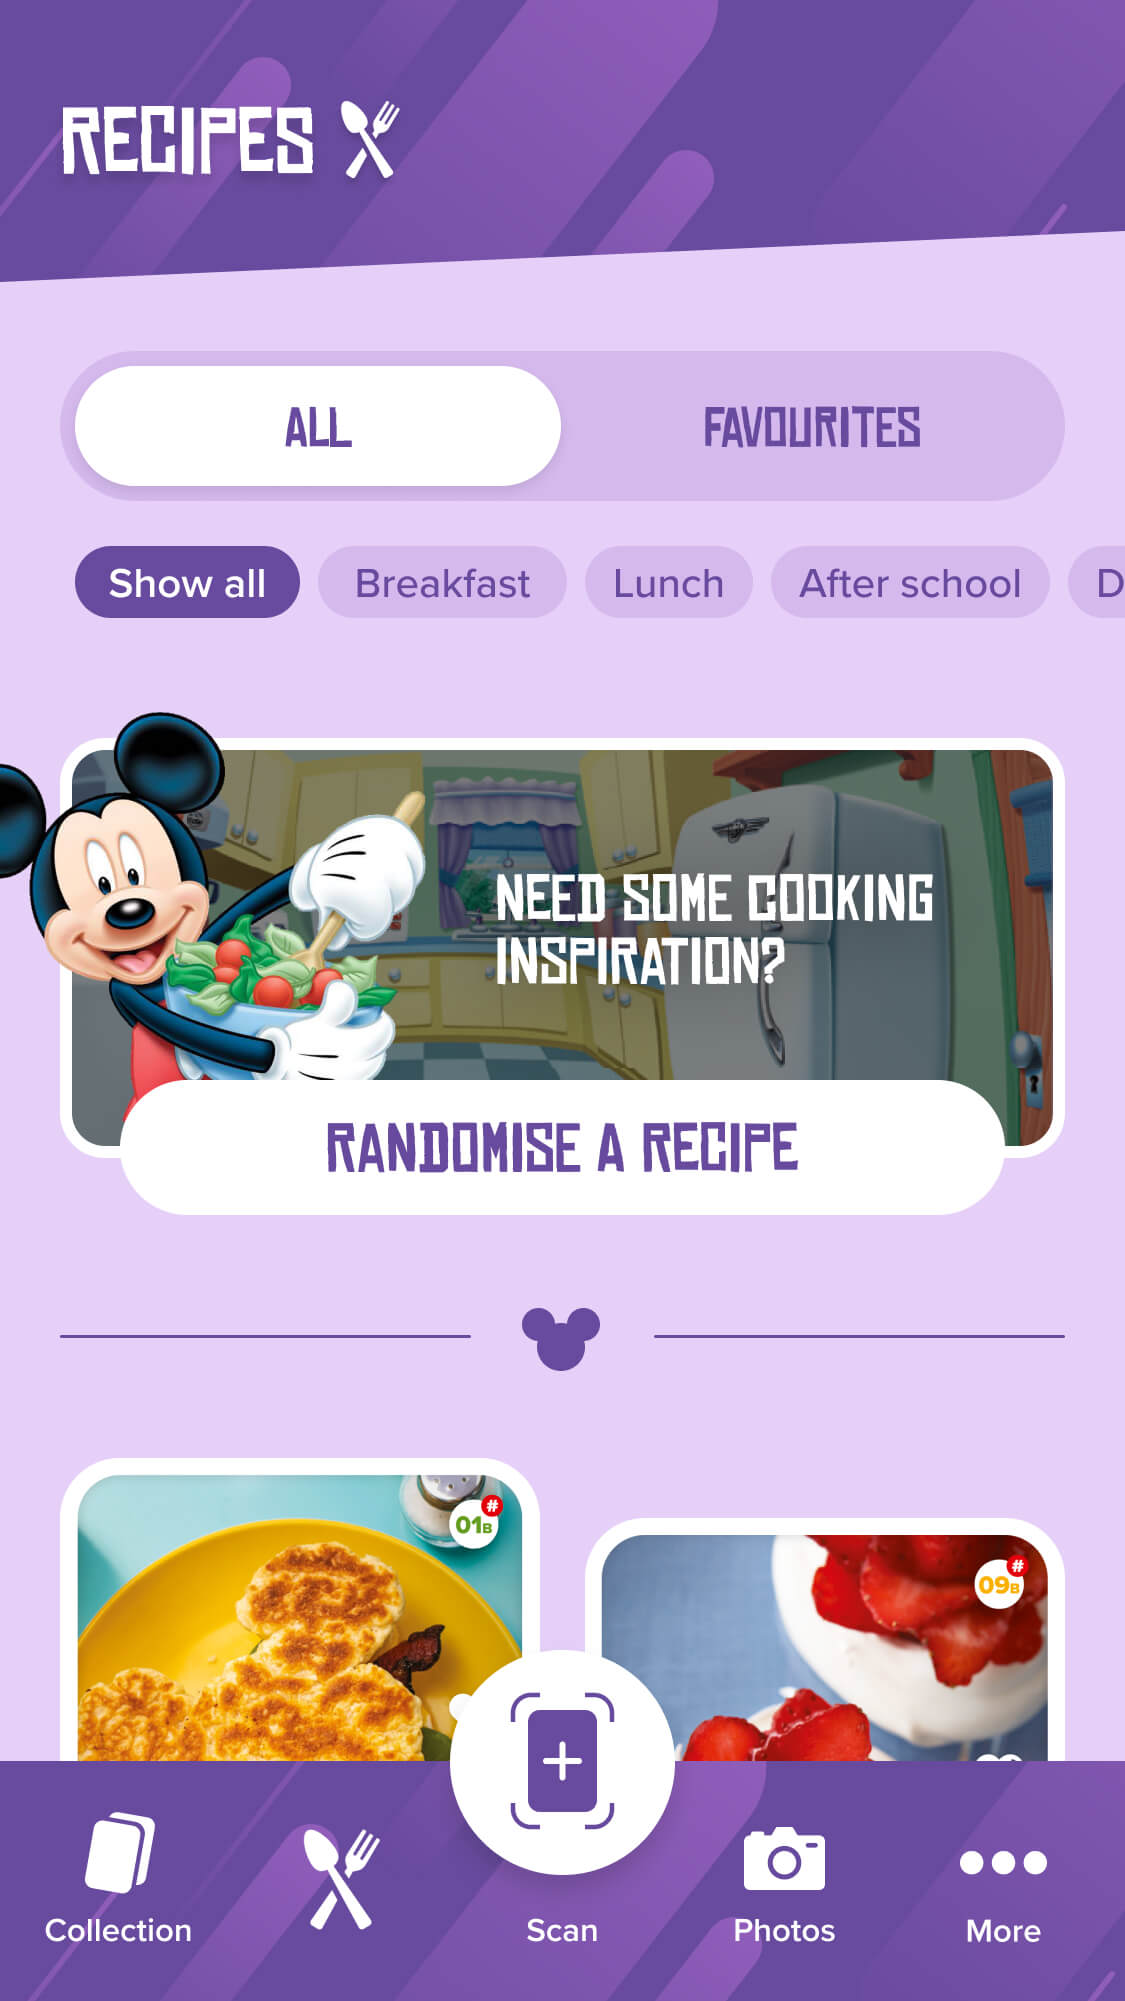 RECIPES
ALL
FAVOURITES
Show all
Breakfast
Lunch
After school
D
NEED SOME COOKING
INSPIRATION?
RANDOMISE A RECIPE
#
01B
#
09B
Collection
Scan
Photos
More